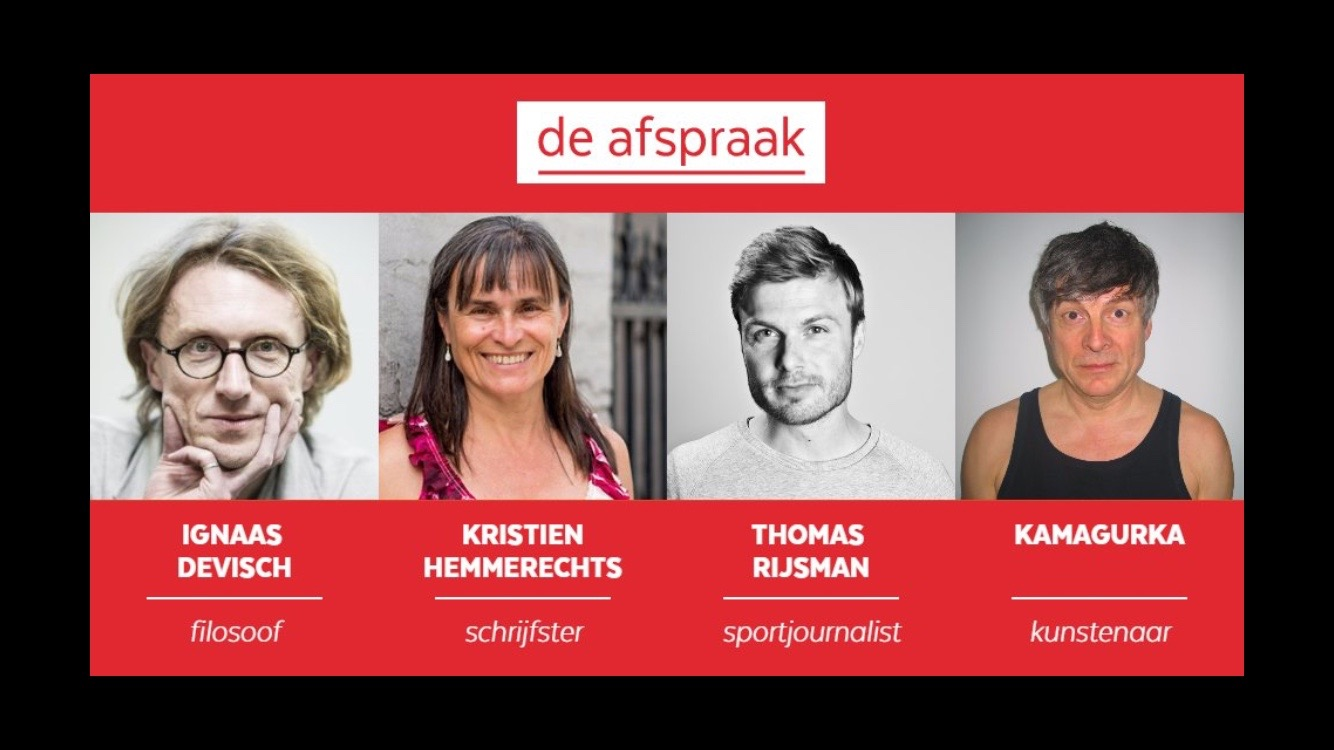 de afspraak
IGNAAS
DEVISCH
filosoof
KRISTIEN
HEMMERECHTS
schrijfster
THOMAS
RIJSMAN
sportjournalist
KAMAGURKA
kunstenaar